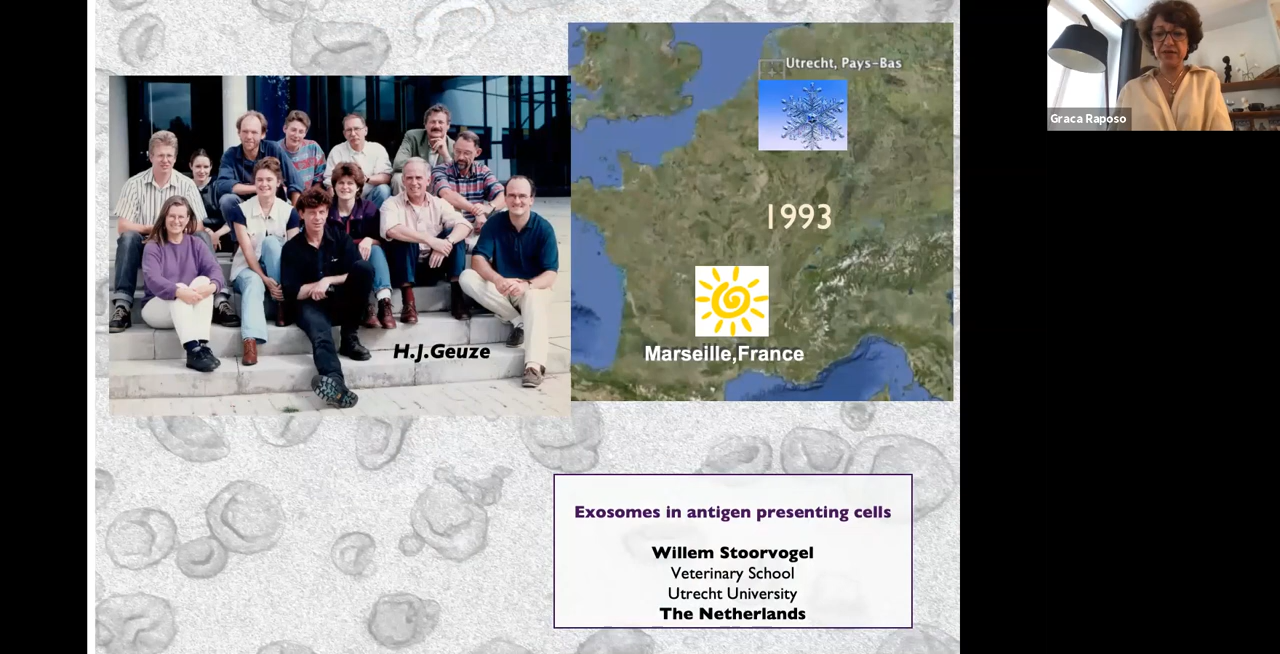 Utrecht, Pays-Bas
Graca Raposo
1993
H.J.Geuze
Marseille,France
Exosomes in antigen presenting cells
Willem Stoorvogel
Veterinary School
Utrecht University
The Netherlands